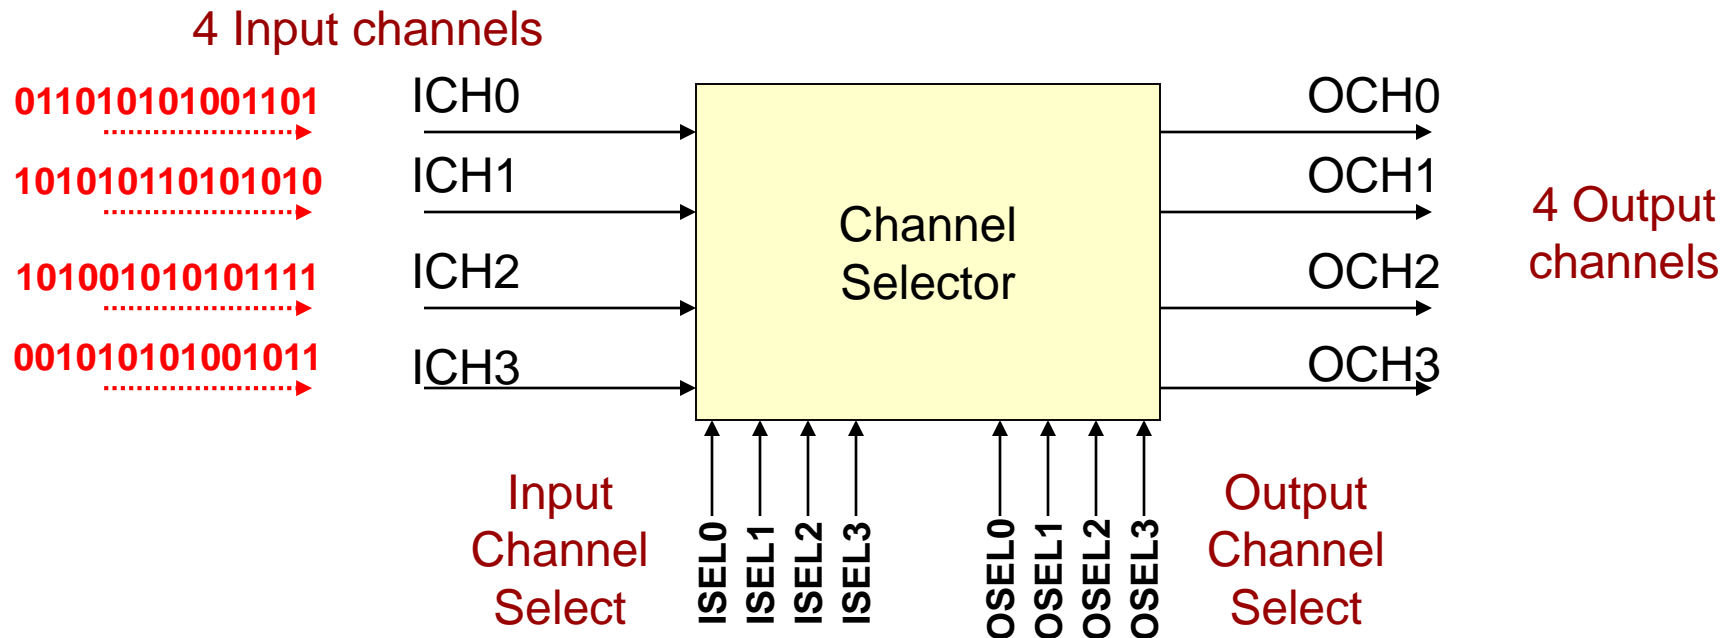 4 Input channels
011010101001101
ICH0
OCH0
101010110101010
ICH1
OCH1
4 Output
channels
Channel
Selector
101001010101111
ICH2
OCH2
001010101001011
ICH3
OCH3
Input
Channel
Select
ISEL0
ISEL1
ISEL2
ISEL3
OSEL0
OSEL1
OSEL2
OSEL3
Output
Channel
Select